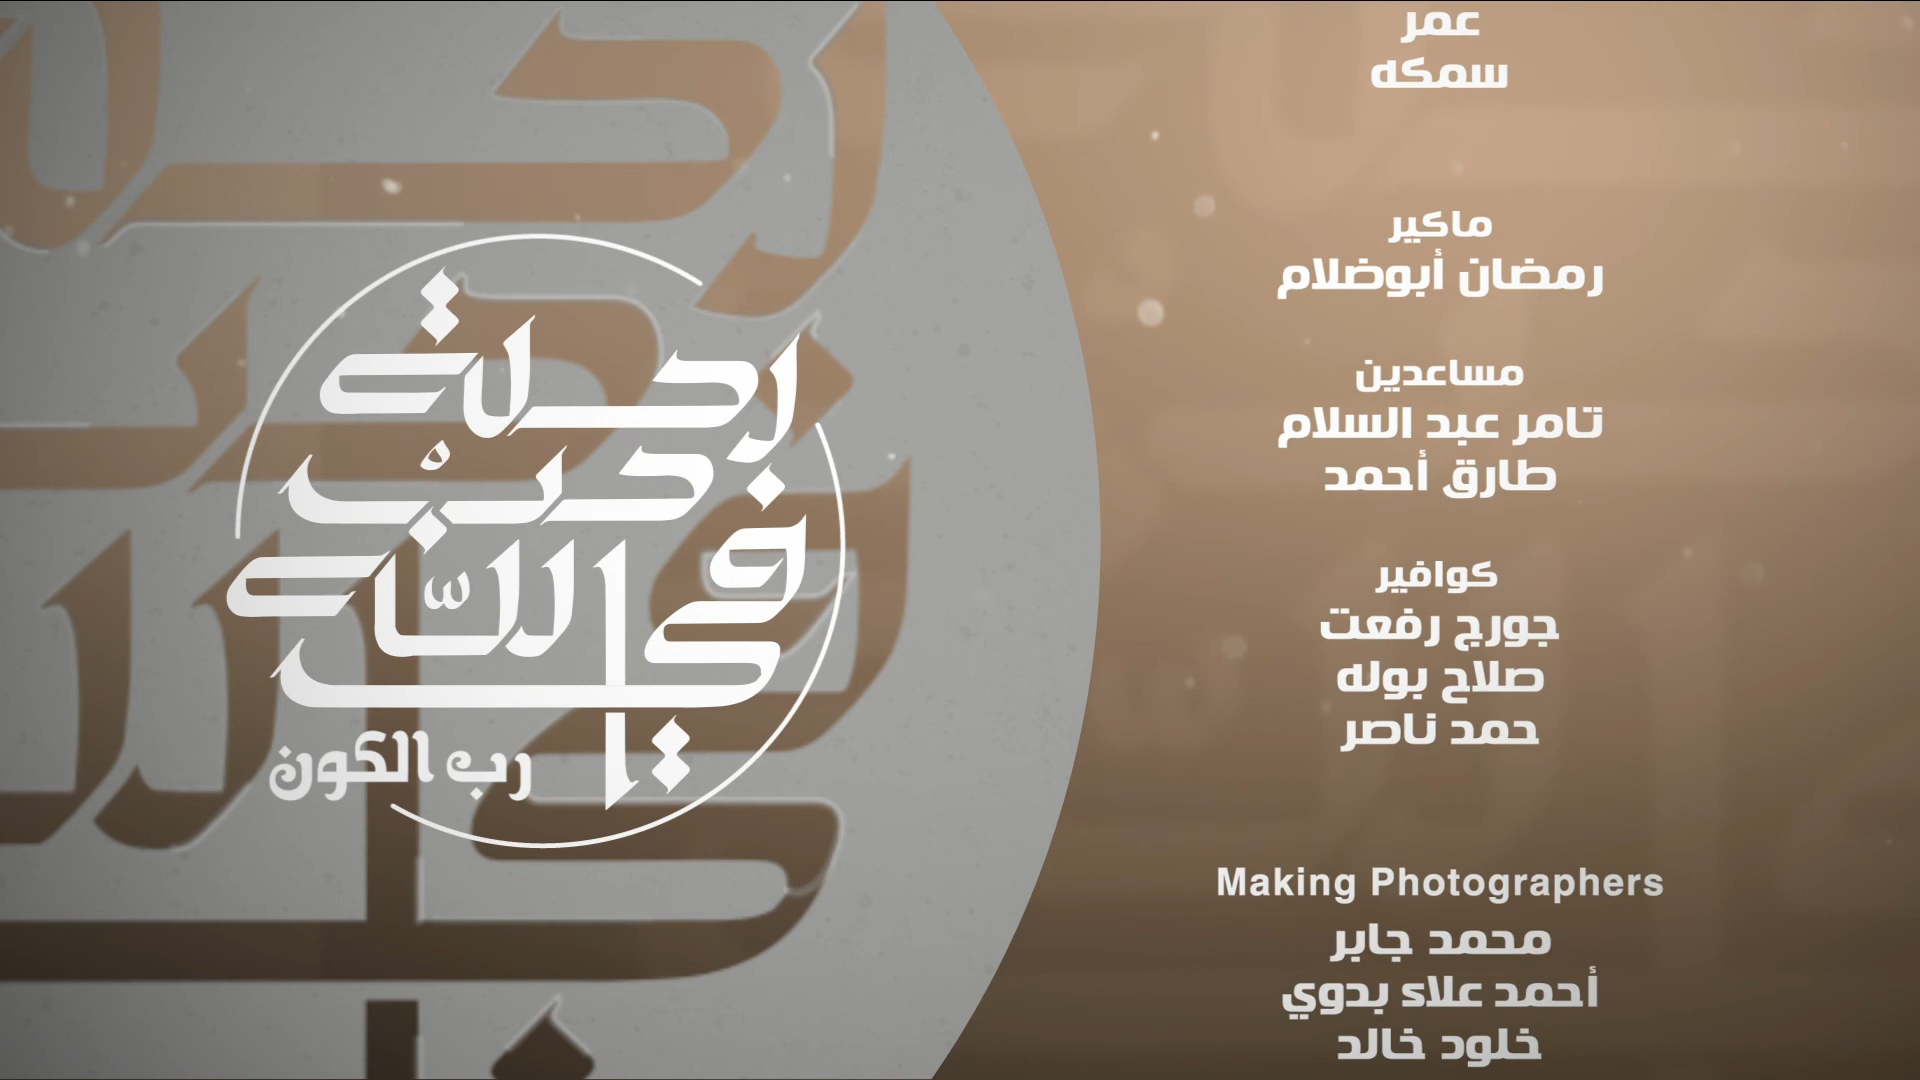 عمر
سمكه
ماكير
رمضان أبوضلام
مساعدين
تامر عبد السلام
طارق أحمد
كوافير
جورج رفعت
صلاح بوله
حمد ناصر
Making Photographers
محمد جابر
أحمد علاء بدوي
خلود خالد
رحلة
حب
في الله
رب الكون